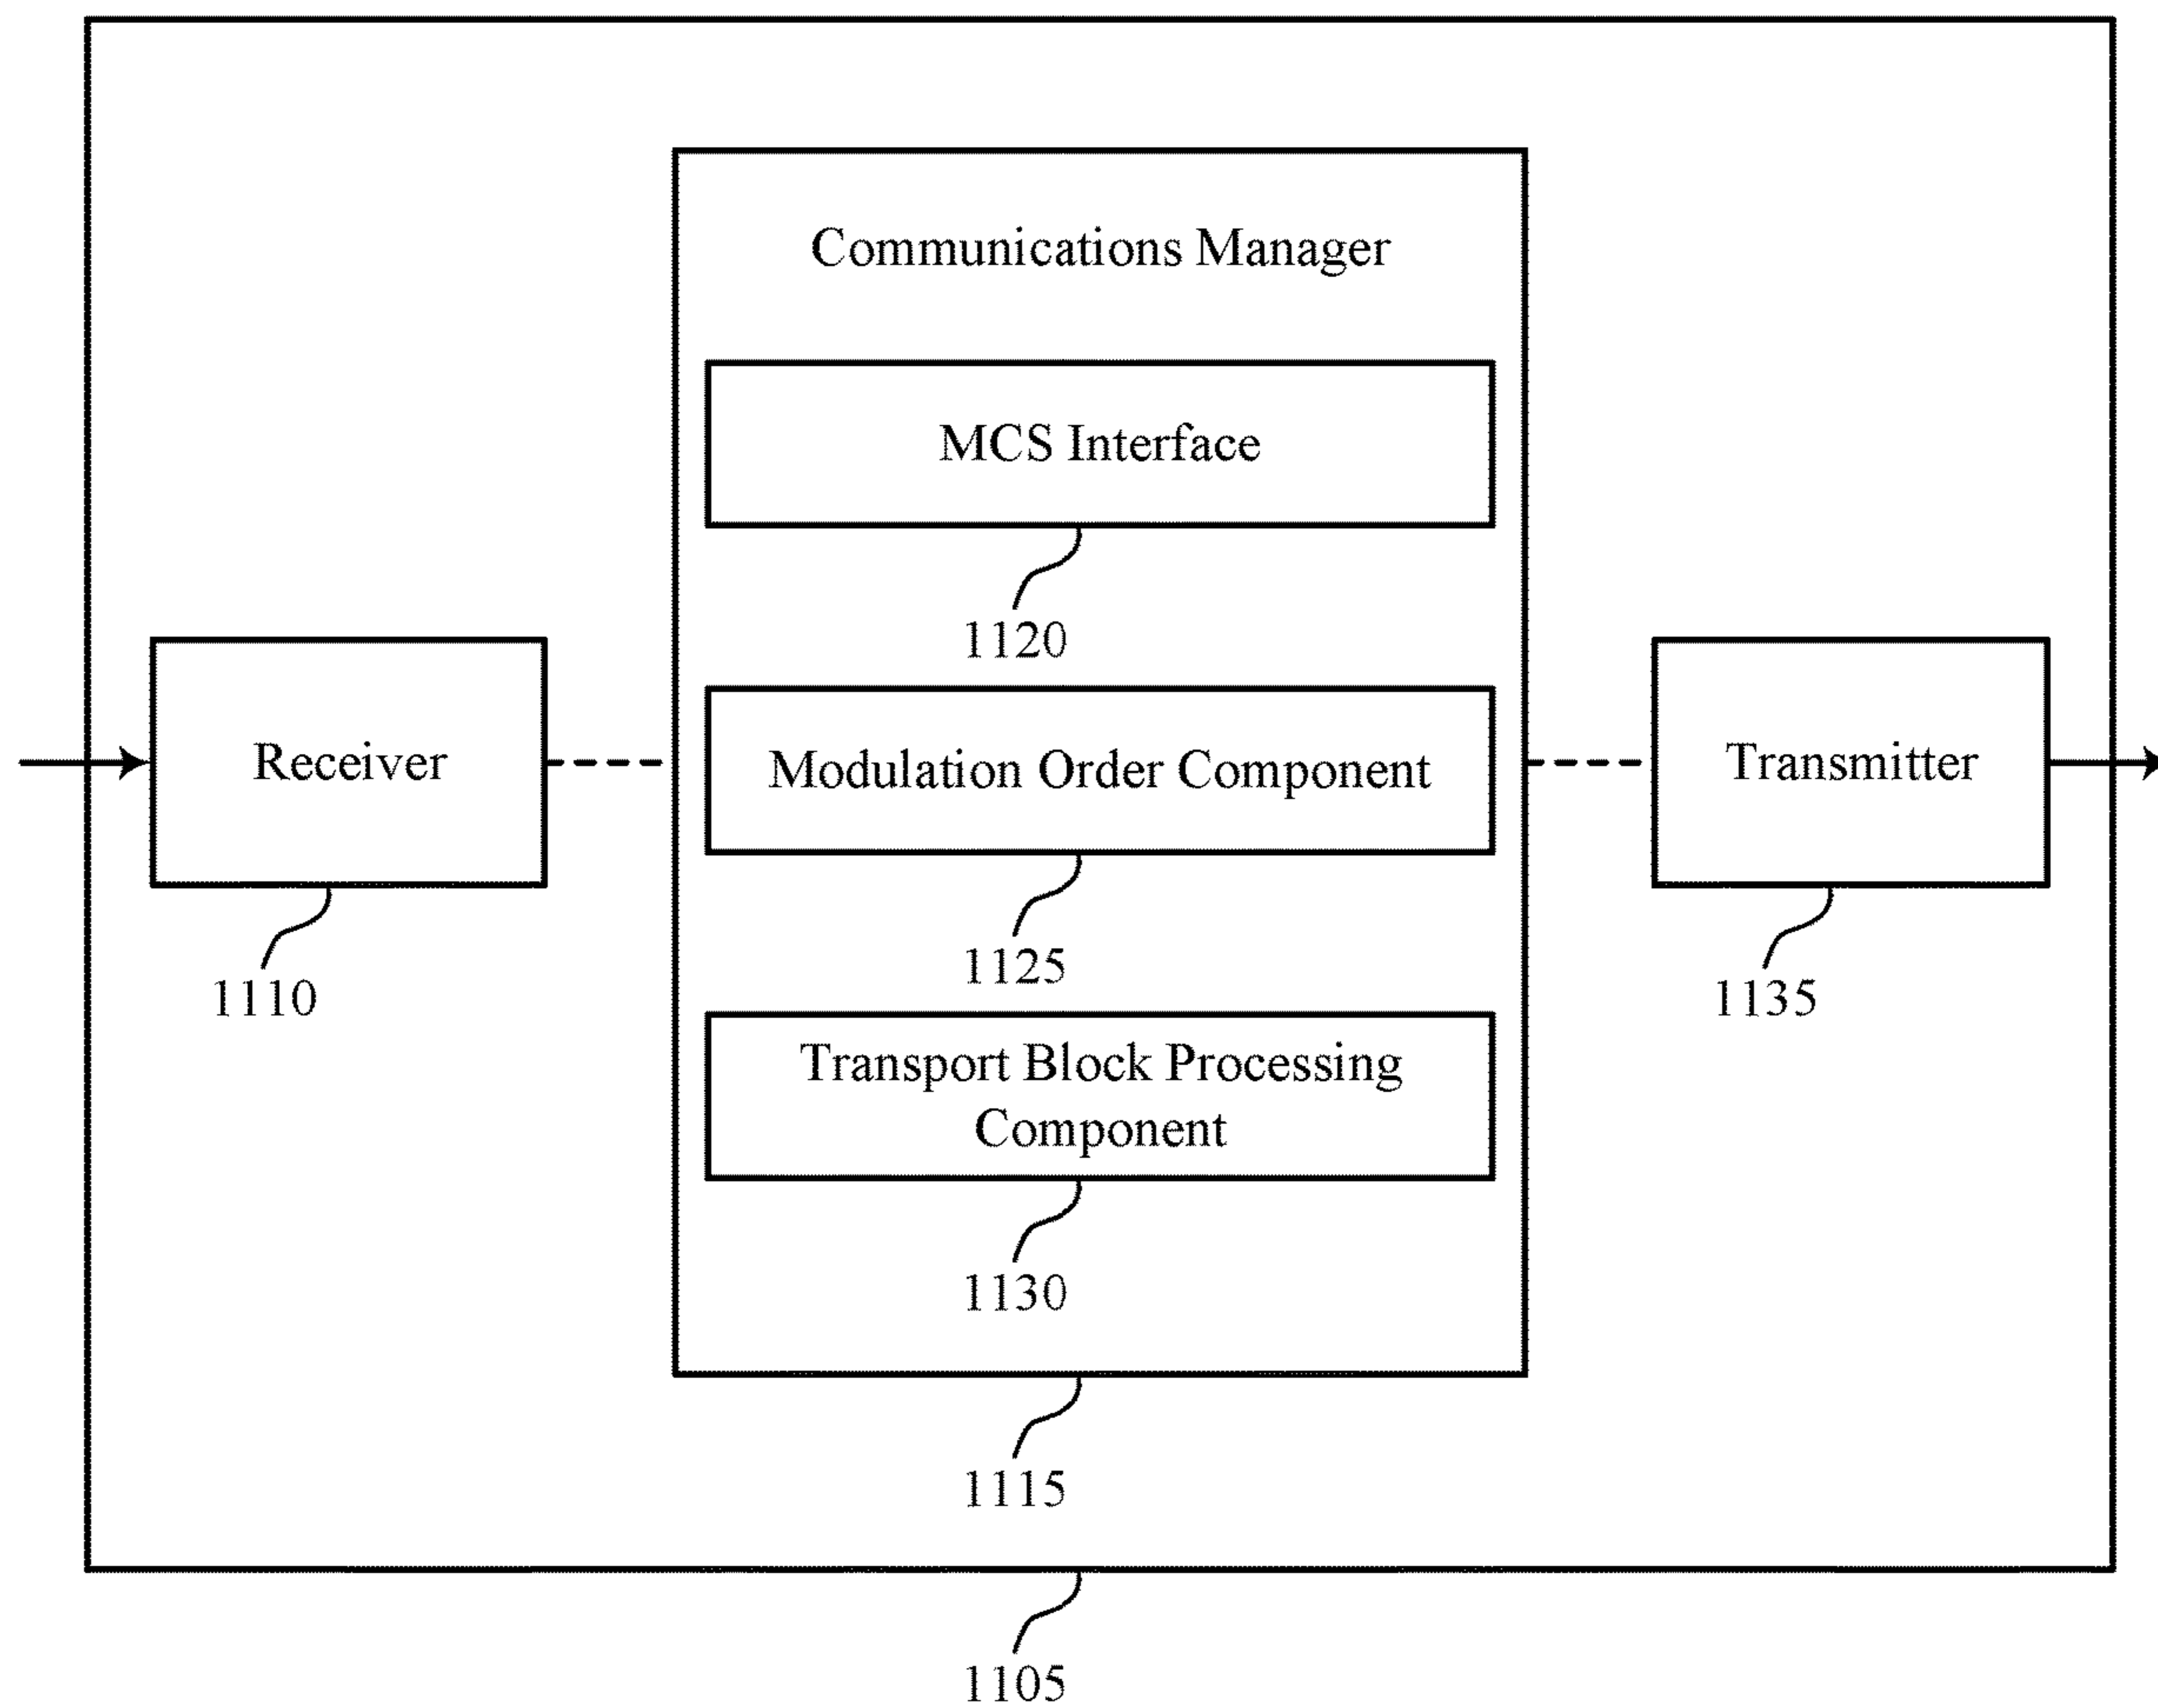 Communications Manager
MCS Interface
1120
Receiver
1110
Modulation Order Component
1125
Transmitter
1135
Transport Block Processing
Component
1130
1115
1105